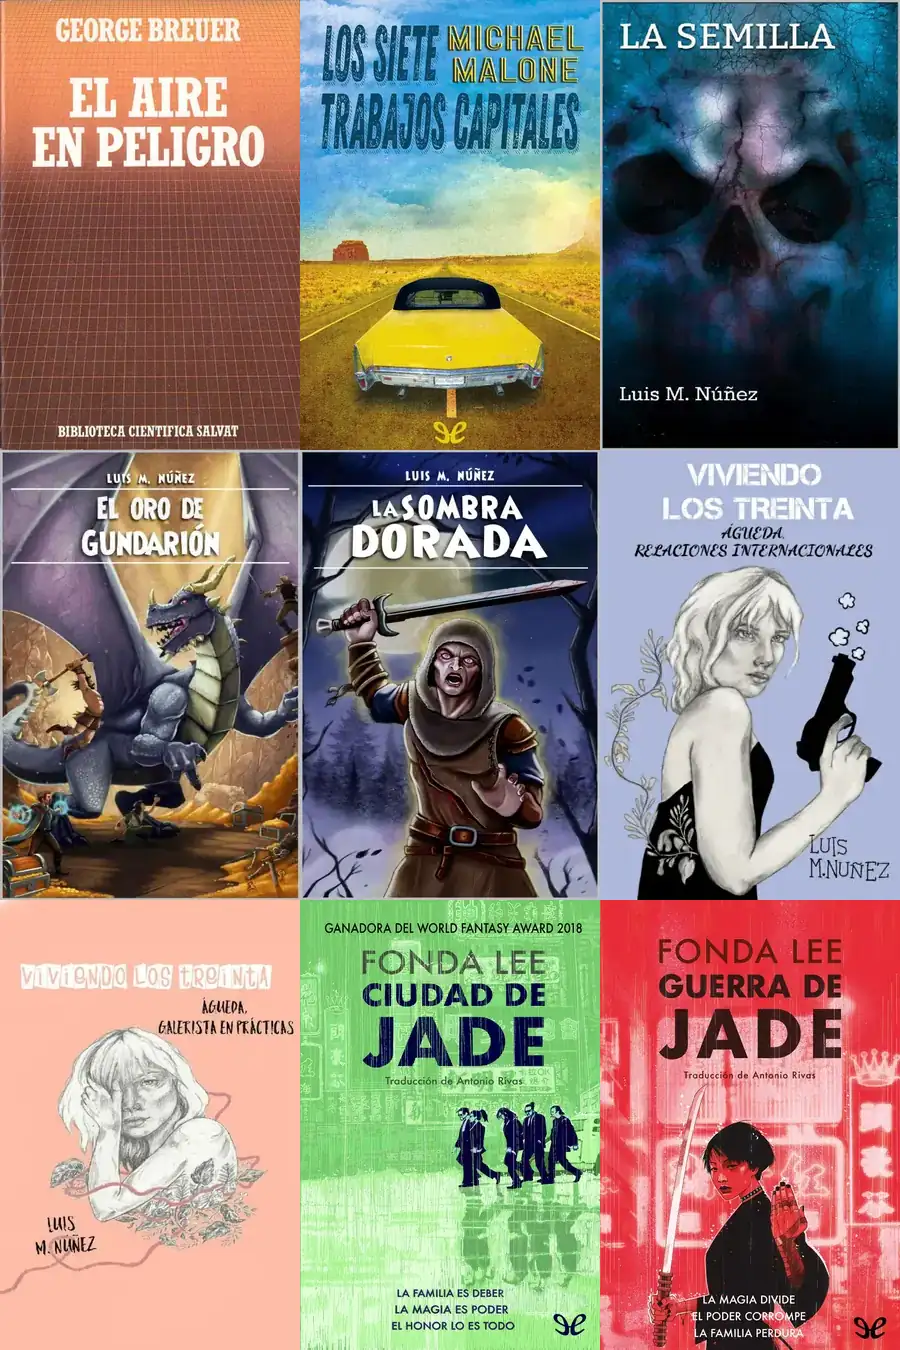 GEORGE BREUER
EL AIRE
EN PELIGRO
BIBLIOTECA CIENTIFICA SALVAT
LOS SIETE
MICHAEL
MALONE
TRABAJOS CAPITALES
LA SEMILLA
Luis M. Núñez
LUIS M. NÚÑEZ
EL ORO DE
GUNDARIÓN
LUIS M. NÚÑEZ
LA SOMBRA
DORADA
VIVIENDO
LOS TREINTA
ÁGUEDA,
RELACIONES INTERNACIONALES
LUIS
M. NUÑEZ
VIVIENDO LOS TREINTA
ÁGUEDA,
GALERISTA EN PRÁCTICAS
LUIS
M. NÚÑEZ
GANADORA DEL WORLD FANTASY AWARD 2018
FONDA LEE
CIUDAD DE
JADE
Traducción de Antonio Rivas
LA FAMILIA ES DEBER
LA MAGIA ES PODER
EL HONOR LO ES TODO
FONDA LEE
GUERRA DE
JADE
Traducción de Antonio Rivas
LA MAGIA DIVIDE
EL PODER CORROMPE
LA FAMILIA PERDURA